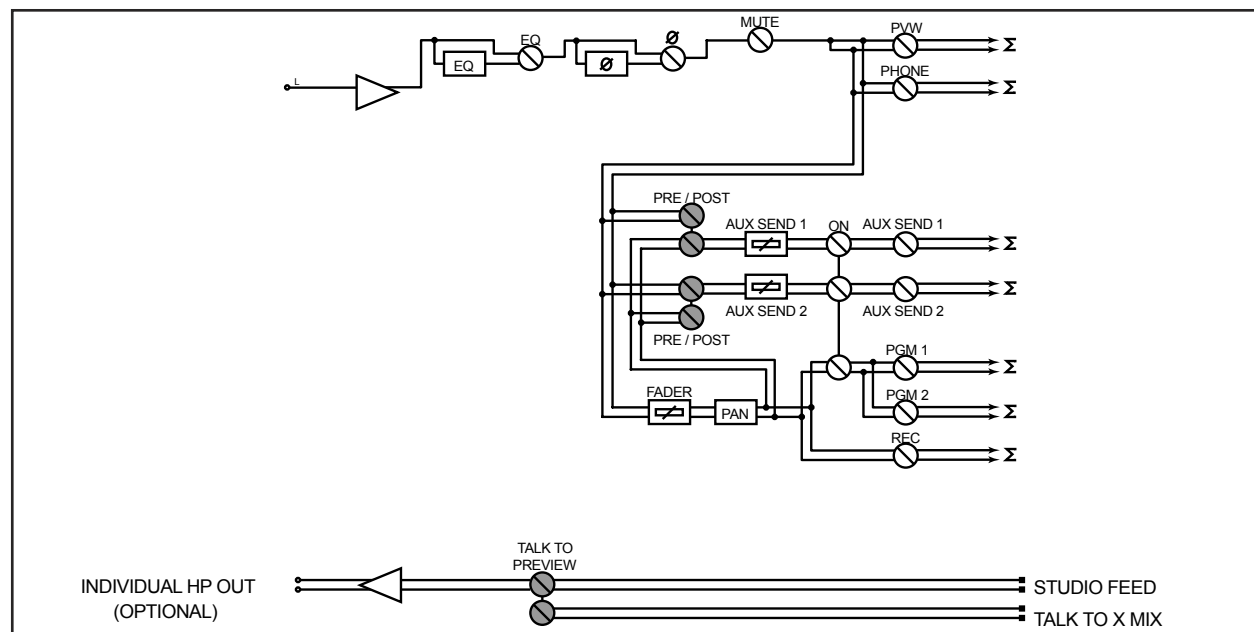 MUTE
PVW
Σ
EQ
Ø
EQ
Ø
L
PHONE
Σ
PRE / POST
AUX SEND 1
ON
AUX SEND 1
Σ
Σ
AUX SEND 2
AUX SEND 2
PRE / POST
PGM 1
Σ
FADER
PGM 2
PAN
Σ
REC
Σ
TALK TO
PREVIEW
INDIVIDUAL HP OUT
(OPTIONAL)
STUDIO FEED
TALK TO X MIX